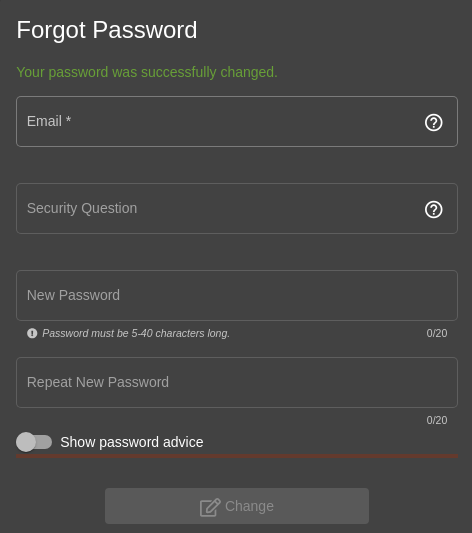 Forgot Password
Your password was successfully changed.
Email *
Security Question
New Password
Password must be 5-40 characters long. 0/20
Repeat New Password
0/20
Show password advice
Change